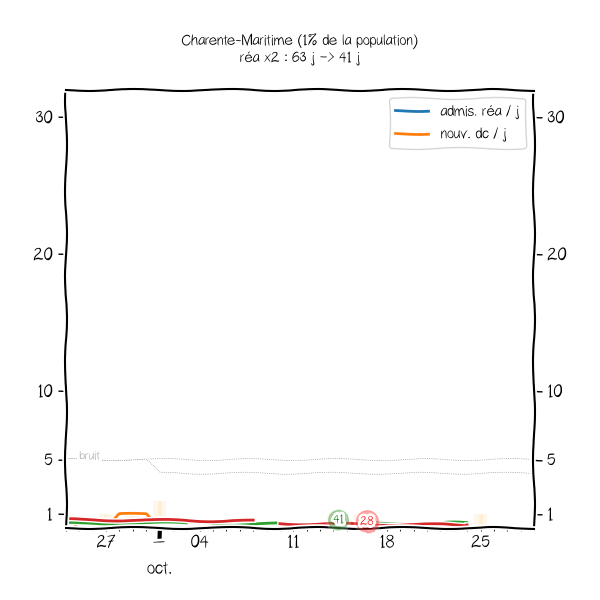 Charente-Maritime (1% de la population)
réa x2 : 63 j -> 41 j
admis. réa / j
nouv. dc / j
30 30
20 20
10 10
5 bruit 5
1 41 28 1
27 1 04 11 18 25
oct.